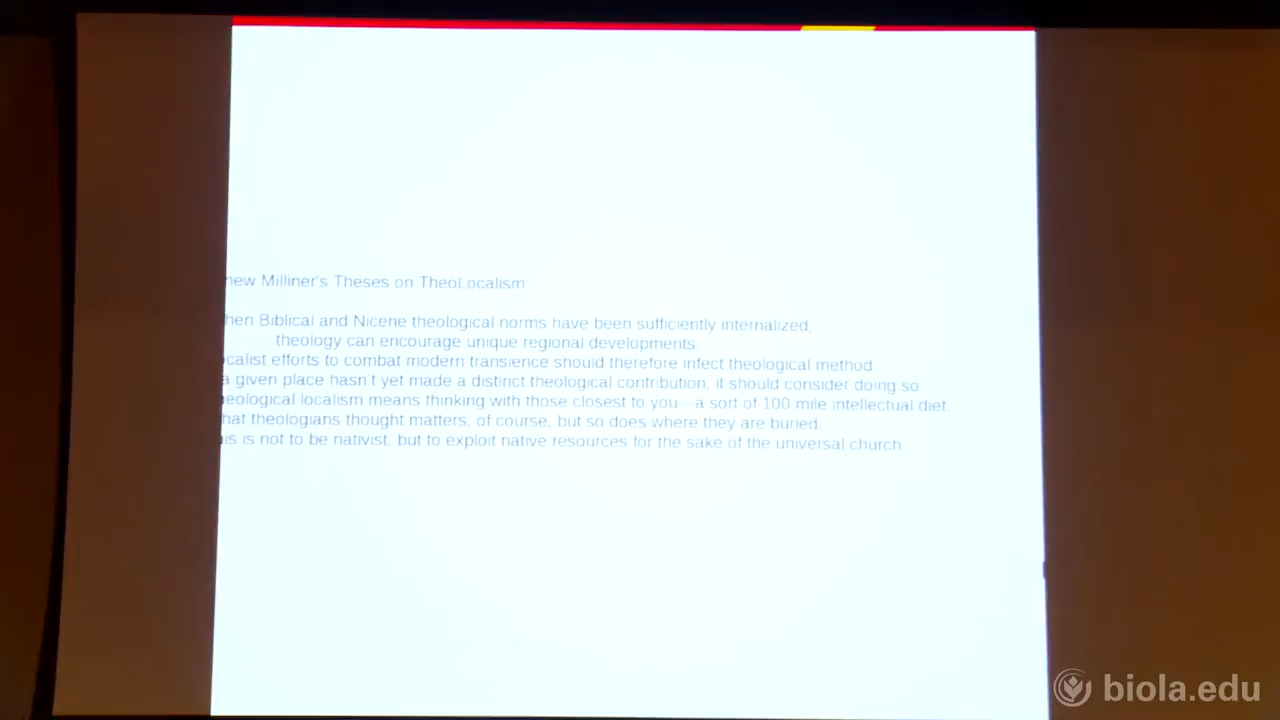 new Milliner's Theses on TheoLocalism
hen Biblical and Nicene theological norms have been sufficiently internalized,
theology can encourage unique regional developments.
calist efforts to combat modern transience should therefore infect theological method.
a given place hasn't yet made a distinct theological contribution, it should consider doing so.
eological localism means thinking with those closest to you—a sort of 100 mile intellectual diet.
hat theologians thought matters, of course, but so does where they are buried.
is is not to be nativist, but to exploit native resources for the sake of the universal church.
biola.edu